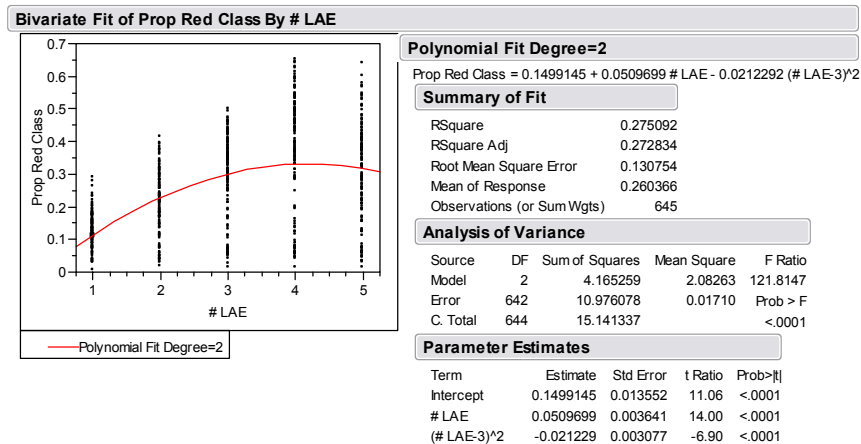 Bivariate Fit of Prop Red Class By # LAE
0.7
0.6
0.5
0.4
0.3
0.2
0.1
0
Prop Red Class
1 2 3 4 5
# LAE
Polynomial Fit Degree=2
Polynomial Fit Degree=2
Prop Red Class = 0.1499145 + 0.0509699 # LAE - 0.0212292 (# LAE-3)^2
Summary of Fit
RSquare 0.275092
RSquare Adj 0.272834
Root Mean Square Error 0.130754
Mean of Response 0.260366
Observations (or Sum Wgts) 645
Analysis of Variance
Source DF Sum of Squares Mean Square F Ratio
Model 2 4.165259 2.08263 121.8147
Error 642 10.976078 0.01710 Prob > F
C. Total 644 15.141337 <.0001
Parameter Estimates
Term Estimate Std Error t Ratio Prob>|t|
Intercept 0.1499145 0.013552 11.06 <.0001
# LAE 0.0509699 0.003641 14.00 <.0001
(# LAE-3)^2 -0.021229 0.003077 -6.90 <.0001